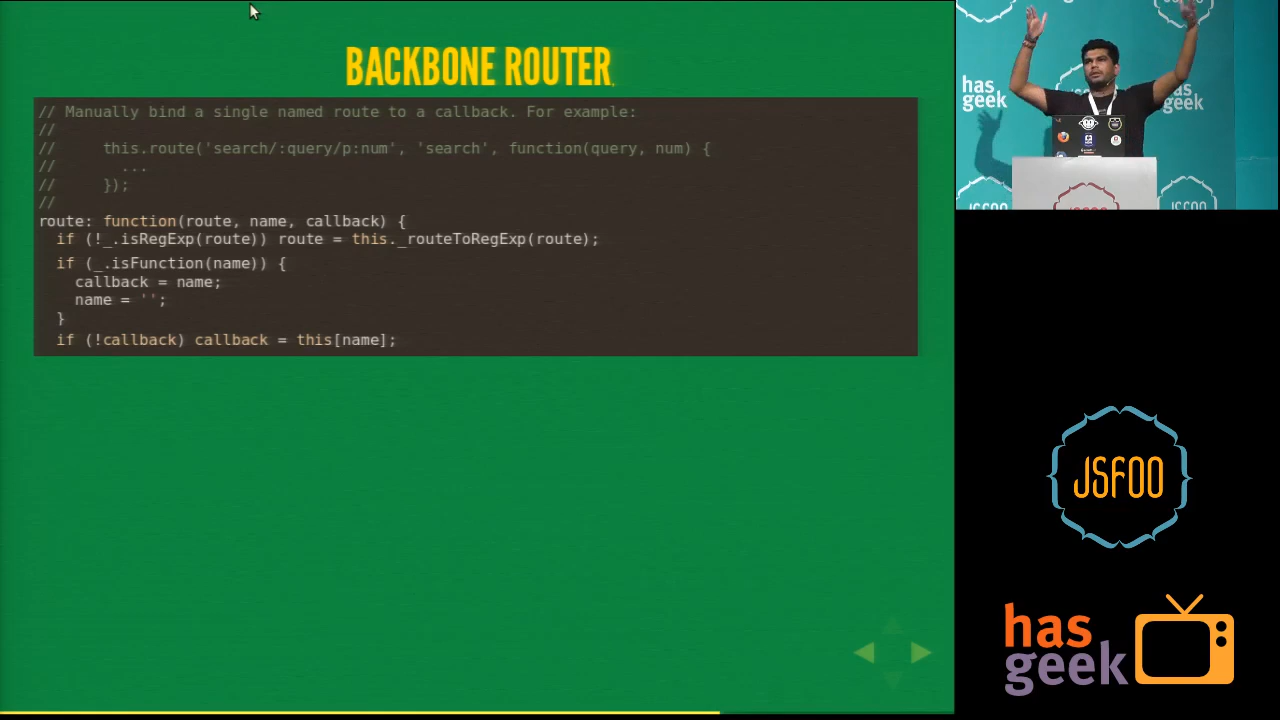 BACKBONE ROUTER
// Manually bind a single named route to a callback. For example:
//
//     this.route('search/:query/p:num', 'search', function(query, num) {
//       ...
//     });
//
route: function(route, name, callback) {
  if (!_.isRegExp(route)) route = this._routeToRegExp(route);
  if (_.isFunction(name)) {
    callback = name;
    name = '';
  }
  if (!callback) callback = this[name];
has
geek
has
geek
JSFOO
has
geek